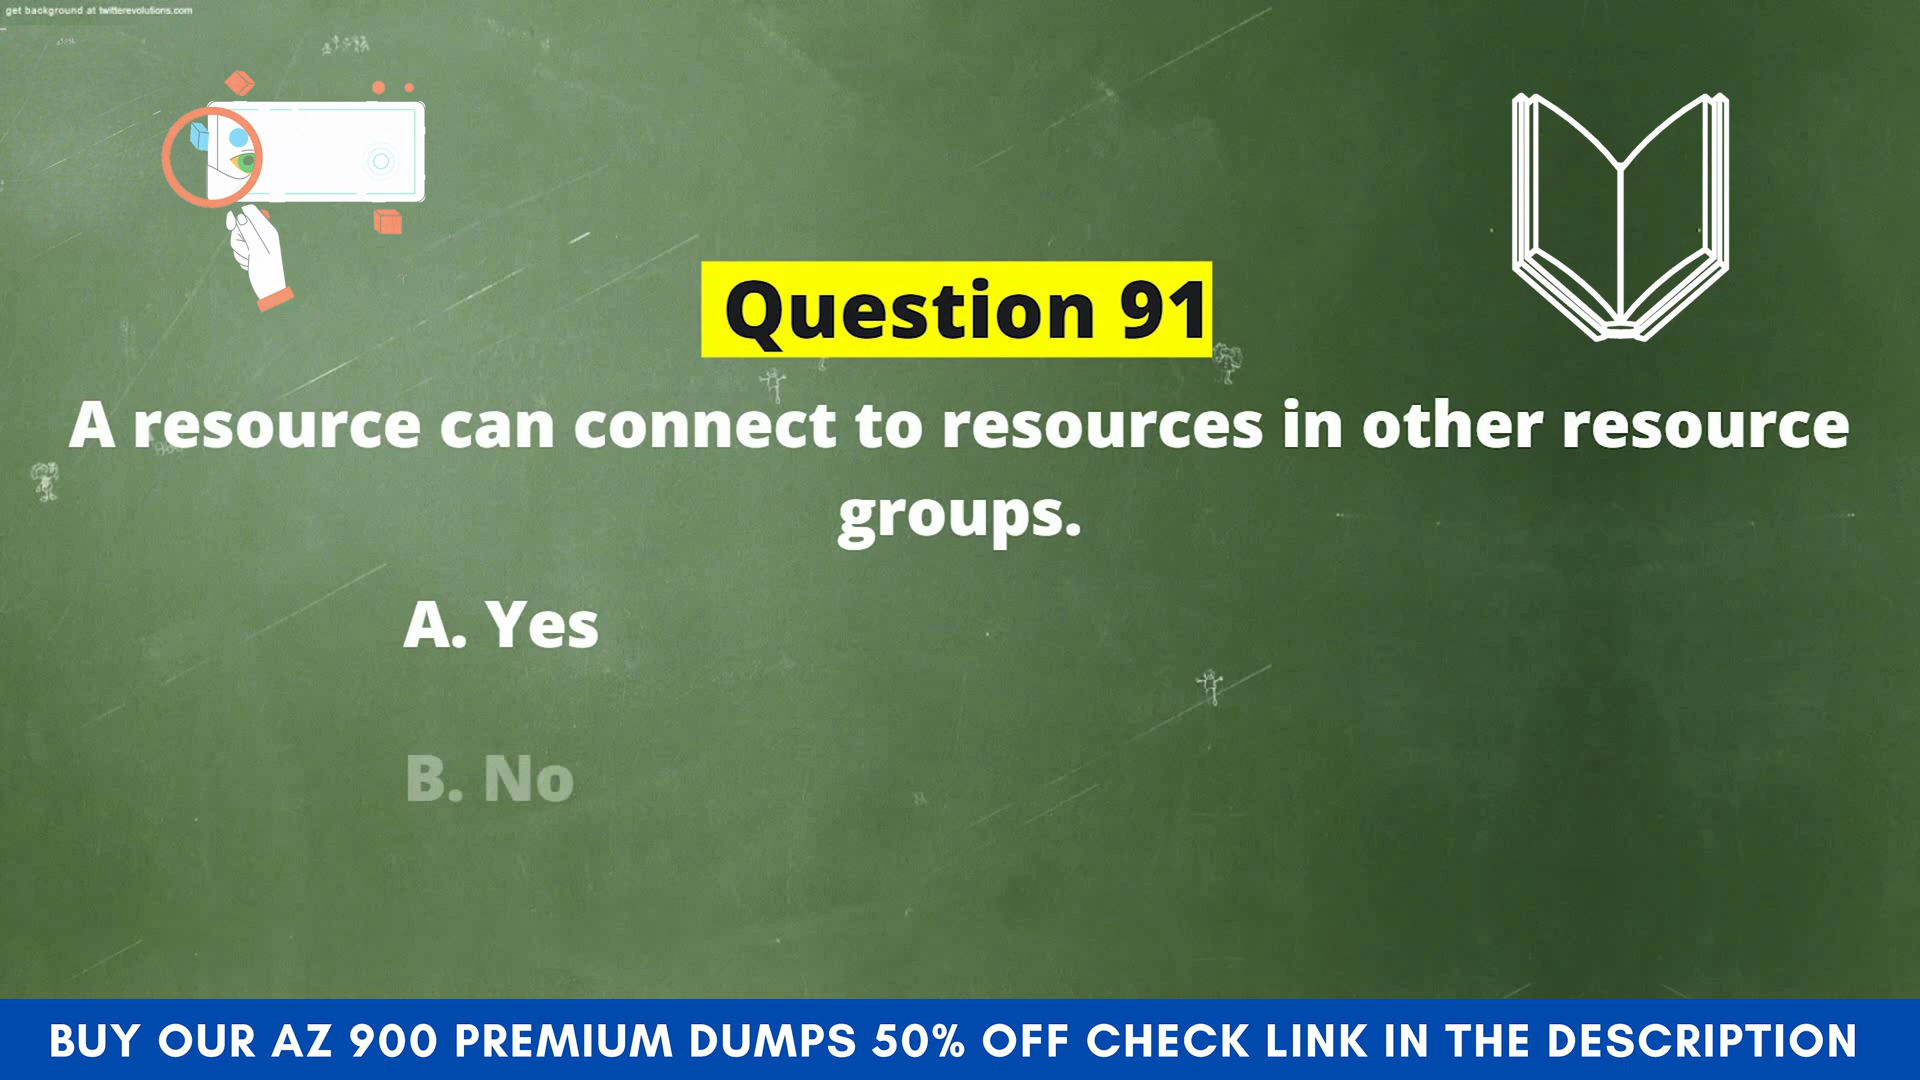 get background at twitterevolutions.com
Question 91
A resource can connect to resources in other resource
groups.
A. Yes
B. No
BUY OUR AZ 900 PREMIUM DUMPS 50% OFF CHECK LINK IN THE DESCRIPTION